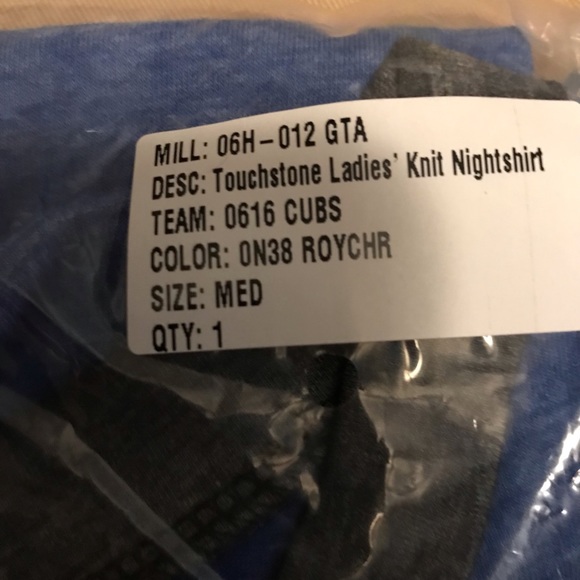 MILL: 06H-012 GTA
DESC: Touchstone Ladies' Knit Nightshirt
TEAM: 0616 CUBS
COLOR: 0N38 ROYCHR
SIZE: MED
QTY: 1